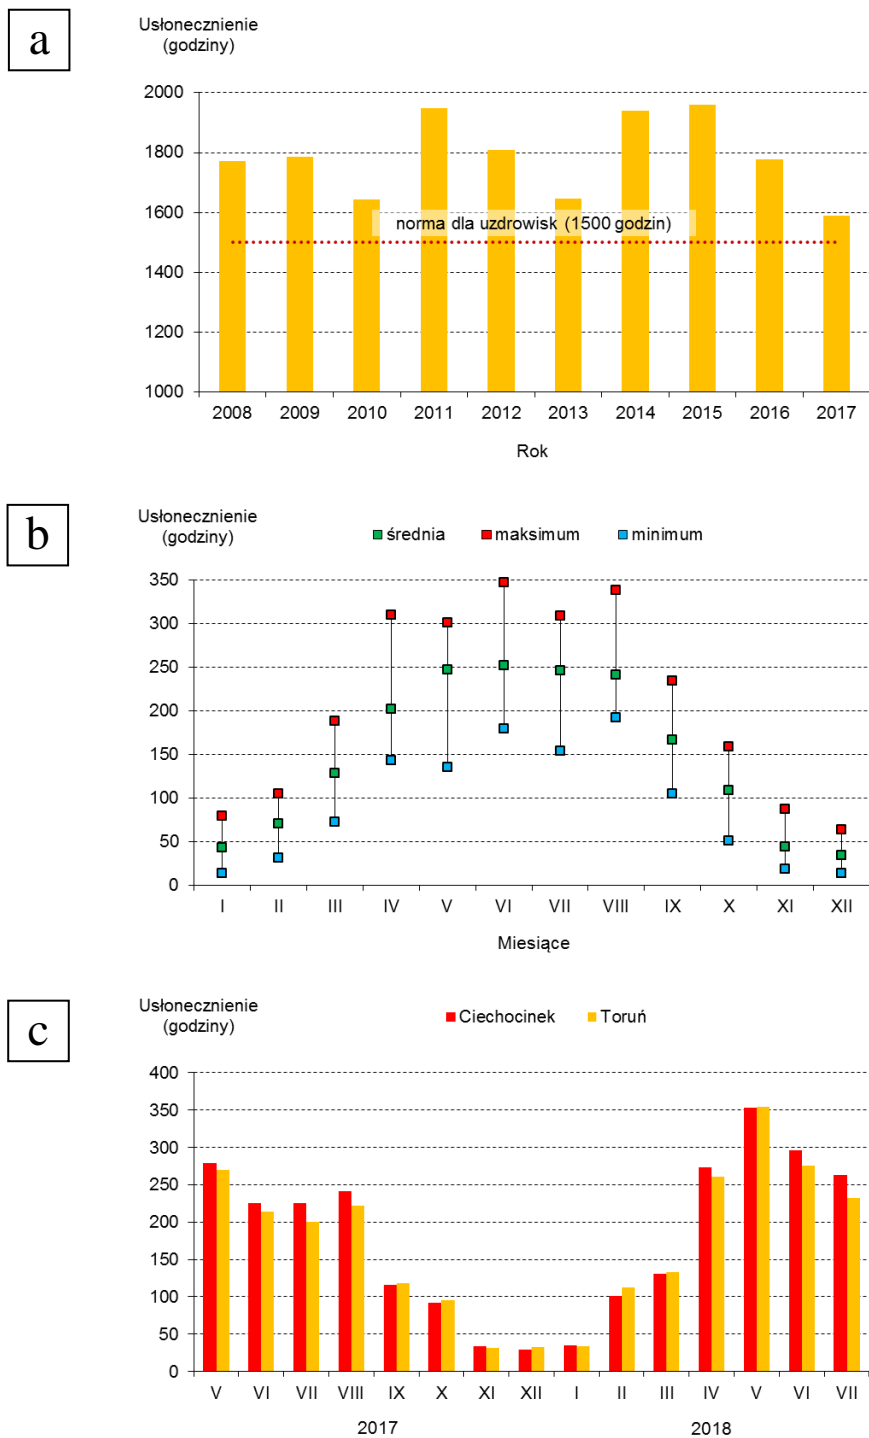 a
Usłonecznienie
(godziny)
2000
1800
norma dla uzdrowisk (1500 godzin)
1600
1400
1200
1000
2008 2009 2010 2011 2012 2013 2014 2015 2016 2017
Rok
b
Usłonecznienie
(godziny)
średnia maksimum minimum
350
300
250
200
150
100
50
0
I II III IV V VI VII VIII IX X XI XII
Miesiące
c
Usłonecznienie
(godziny)
Ciechocinek Toruń
400
350
300
250
200
150
100
50
0
V VI VII VIII IX X XI XII I II III IV V VI VII
2017 2018